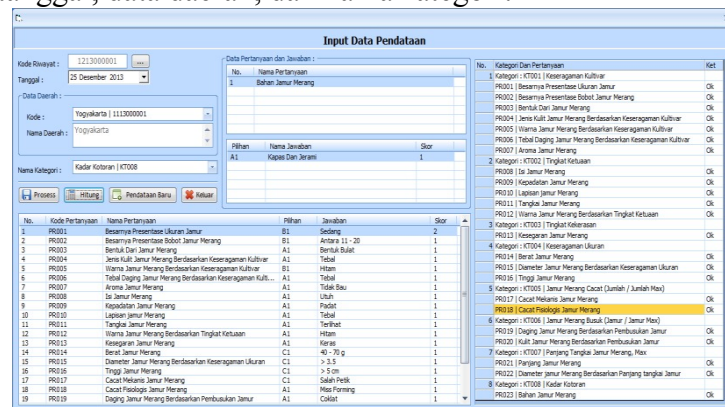 Input Data Pendataan
Kode Riwayat : 1213000001 ...
Tanggal : 25 Desember 2013
Data Daerah :
Kode : Yogyakarta | 1113000001
Nama Daerah : Yogyakarta
Nama Kategori : Kadar Kotoran | KT008
Prosess Hitung Pendataan Baru Keluar
Data Pertanyaan dan Jawaban :
No. Nama Pertanyaan
1 Bahan Jamur Merang
Pilihan Nama Jawaban Skor
A1 Kapas Dan Jerami 1
No. Kode Pertanyaan Nama Pertanyaan Pilihan Jawaban Skor
1 PR001 Besarnya Presentase Ukuran Jamur B1 Sedang 2
2 PR002 Besarnya Presentase Bobot Jamur Merang B1 Antara 11 - 20 1
3 PR003 Bentuk Dari Jamur Merang A1 Bentuk Bulat 1
4 PR004 Jenis Kulit Jamur Merang Berdasarkan Keseragaman Kultivar A1 Tebal 1
5 PR005 Warna Jamur Merang Berdasarkan Keseragaman Kultivar B1 Hitam 1
6 PR006 Tebal Daging Jamur Merang Berdasarkan Keseragaman Kulti... A1 Tebal 1
7 PR007 Aroma Jamur Merang A1 Tidak Bau 1
8 PR008 Isi Jamur Merang A1 Utuh 1
9 PR009 Kepadatan Jamur Merang A1 Padat 1
10 PR010 Lapisan jamur Merang A1 Tebal 1
11 PR011 Tangkai Jamur Merang A1 Terlihat 1
12 PR012 Warna Jamur Merang Berdasarkan Tingkat Ketuaan A1 Hitam 1
13 PR013 Kesegaran Jamur Merang A1 Keras 1
14 PR014 Berat Jamur Merang C1 40 - 70 g 1
15 PR015 Diameter Jamur Merang Berdasarkan Keseragaman Ukuran C1 > 3.5 1
16 PR016 Tinggi Jamur Merang C1 > 5 cm 1
17 PR017 Cacat Mekanis Jamur Merang C1 Salah Petik 1
18 PR018 Cacat Fisiologis Jamur Merang A1 Miss Forming 1
19 PR019 Daging Jamur Merang Berdasarkan Pembusukan Jamur A1 Coklat 1
No. Kategori Dan Pertanyaan Ket
1 Kategori : KT001 | Keseragaman Kultivar
PR001 | Besarnya Presentase Ukuran Jamur Ok
PR002 | Besarnya Presentase Bobot Jamur Merang Ok
PR003 | Bentuk Dari Jamur Merang Ok
PR004 | Jenis Kulit Jamur Merang Berdasarkan Keseragaman Kultivar Ok
PR005 | Warna Jamur Merang Berdasarkan Keseragaman Kultivar Ok
PR006 | Tebal Daging Jamur Merang Berdasarkan Keseragaman Kultivar Ok
PR007 | Aroma Jamur Merang Ok
2 Kategori : KT002 | Tingkat Ketuaan
PR008 | Isi Jamur Merang Ok
PR009 | Kepadatan Jamur Merang Ok
PR010 | Lapisan jamur Merang Ok
PR011 | Tangkai Jamur Merang Ok
PR012 | Warna Jamur Merang Berdasarkan Tingkat Ketuaan Ok
3 Kategori : KT003 | Tingkat Kekerasan
PR013 | Kesegaran Jamur Merang Ok
4 Kategori : KT004 | Keseragaman Ukuran
PR014 | Berat Jamur Merang Ok
PR015 | Diameter Jamur Merang Berdasarkan Keseragaman Ukuran Ok
PR016 | Tinggi Jamur Merang Ok
5 Kategori : KT005 | Jamur Merang Cacat (Jumlah / Jumlah Max)
PR017 | Cacat Mekanis Jamur Merang Ok
PR018 | Cacat Fisiologis Jamur Merang Ok
6 Kategori : KT006 | Jamur Merang Busuk (Jamur / Jamur Max)
PR019 | Daging Jamur Merang Berdasarkan Pembusukan Jamur Ok
PR020 | Kulit Jamur Merang Berdasarkan Pembusukan Jamur Ok
7 Kategori : KT007 | Panjang Tangkai Jamur Merang, Max
PR021 | Panjang Jamur Merang Ok
PR022 | Diameter jamur Merang Berdasarkan Panjang tangkai Jamur Ok
8 Kategori : KT008 | Kadar Kotoran
PR023 | Bahan Jamur Merang Ok